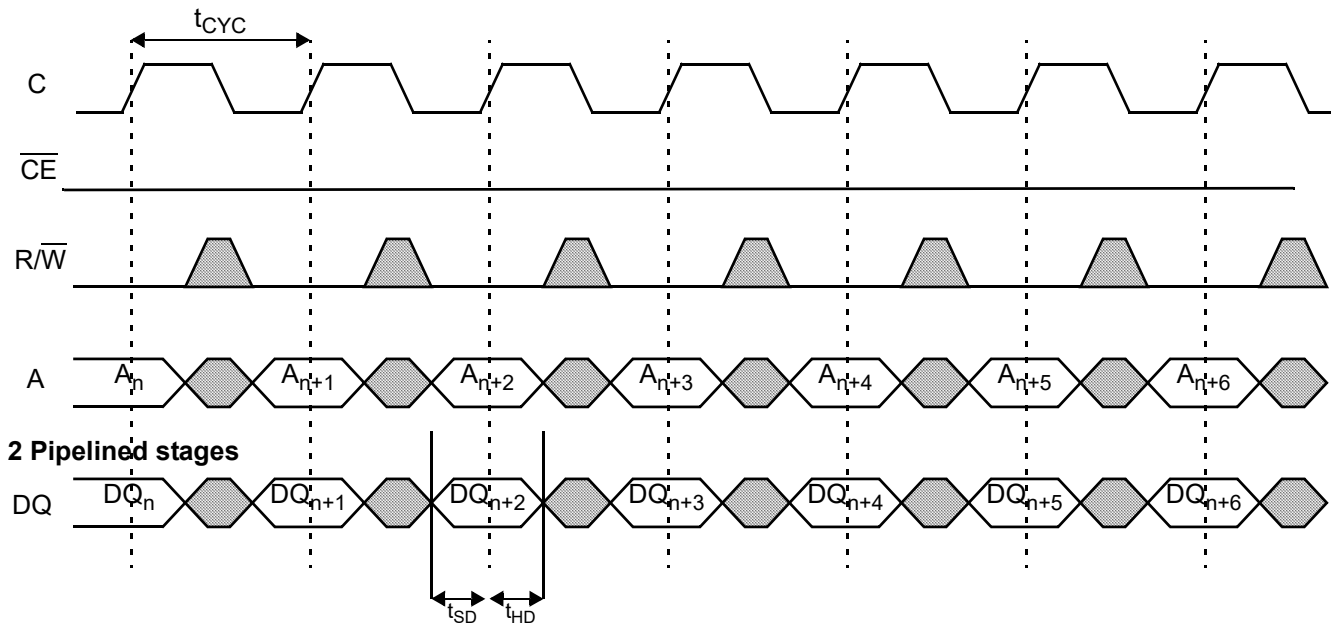 tCYC
C
CE
R/W
A An An+1 An+2 An+3 An+4 An+5 An+6
2 Pipelined stages
DQ DQn DQn+1 DQn+2 DQn+3 DQn+4 DQn+5 DQn+6
tSD tHD